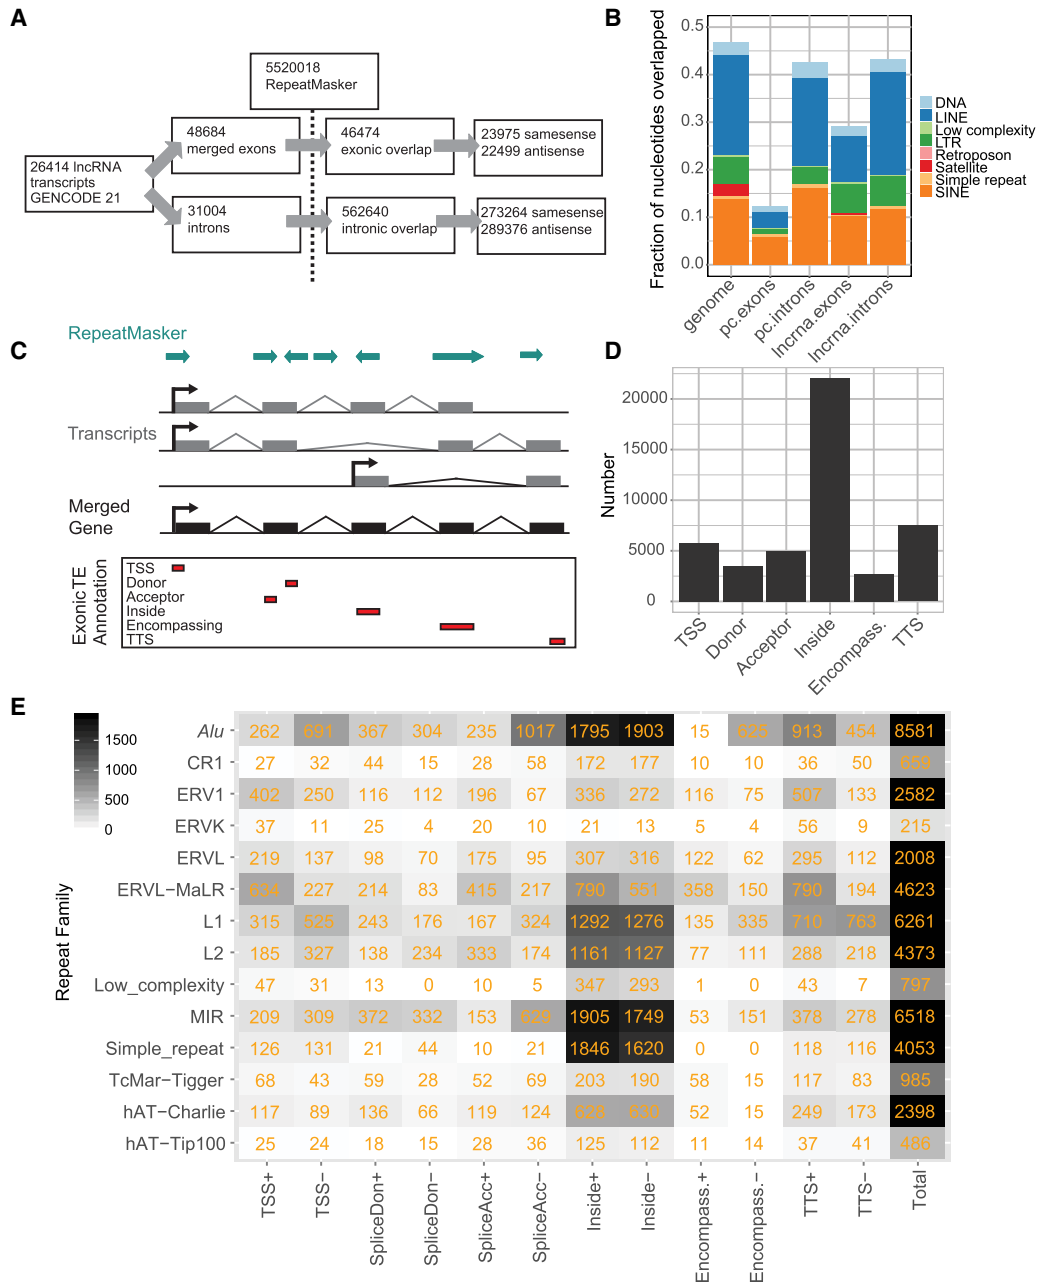 A
5520018
RepeatMasker
48684
merged exons
46474
exonic overlap
23975 samesense
22499 antisense
26414 lncRNA
transcripts
GENCODE 21
31004
introns
562640
intronic overlap
273264 samesense
289376 antisense
B
Fraction of nucleotides overlapped
0.5
0.4
0.3
0.2
0.1
0.0
genome
pc.exons
pc.introns
lncrna.exons
lncrna.introns
DNA
LINE
Low complexity
LTR
Retroposon
Satellite
Simple repeat
SINE
C
RepeatMasker
Transcripts
Merged
Gene
Exonic TE
Annotation
TSS
Donor
Acceptor
Inside
Encompassing
TTS
D
Number
20000
15000
10000
5000
0
TSS
Donor
Acceptor
Inside
Encompass.
TTS
E
1500
1000
500
0
Repeat Family
Alu 262 691 367 304 235 1017 1795 1903 15 625 913 454 8581
CR1 27 32 44 15 28 58 172 177 10 10 36 50 659
ERV1 402 250 116 112 196 67 336 272 116 75 507 133 2582
ERVK 37 11 25 4 20 10 21 13 5 4 56 9 215
ERVL 219 137 98 70 175 95 307 316 122 62 295 112 2008
ERVL−MaLR 634 227 214 83 415 217 790 551 358 150 790 194 4623
L1 315 525 243 176 167 324 1292 1276 135 335 710 763 6261
L2 185 327 138 234 333 174 1161 1127 77 111 288 218 4373
Low_complexity 47 31 13 0 10 5 347 293 1 0 43 7 797
MIR 209 309 372 332 153 629 1905 1749 53 151 378 278 6518
Simple_repeat 126 131 21 44 10 21 1846 1620 0 0 118 116 4053
TcMar−Tigger 68 43 59 28 52 69 203 190 58 15 117 83 985
hAT−Charlie 117 89 136 66 119 124 628 630 52 15 249 173 2398
hAT−Tip100 25 24 18 15 28 36 125 112 11 14 37 41 486
TSS+
TSS−
SpliceDon+
SpliceDon−
SpliceAcc+
SpliceAcc−
Inside+
Inside−
Encompass.+
Encompass.−
TTS+
TTS−
Total